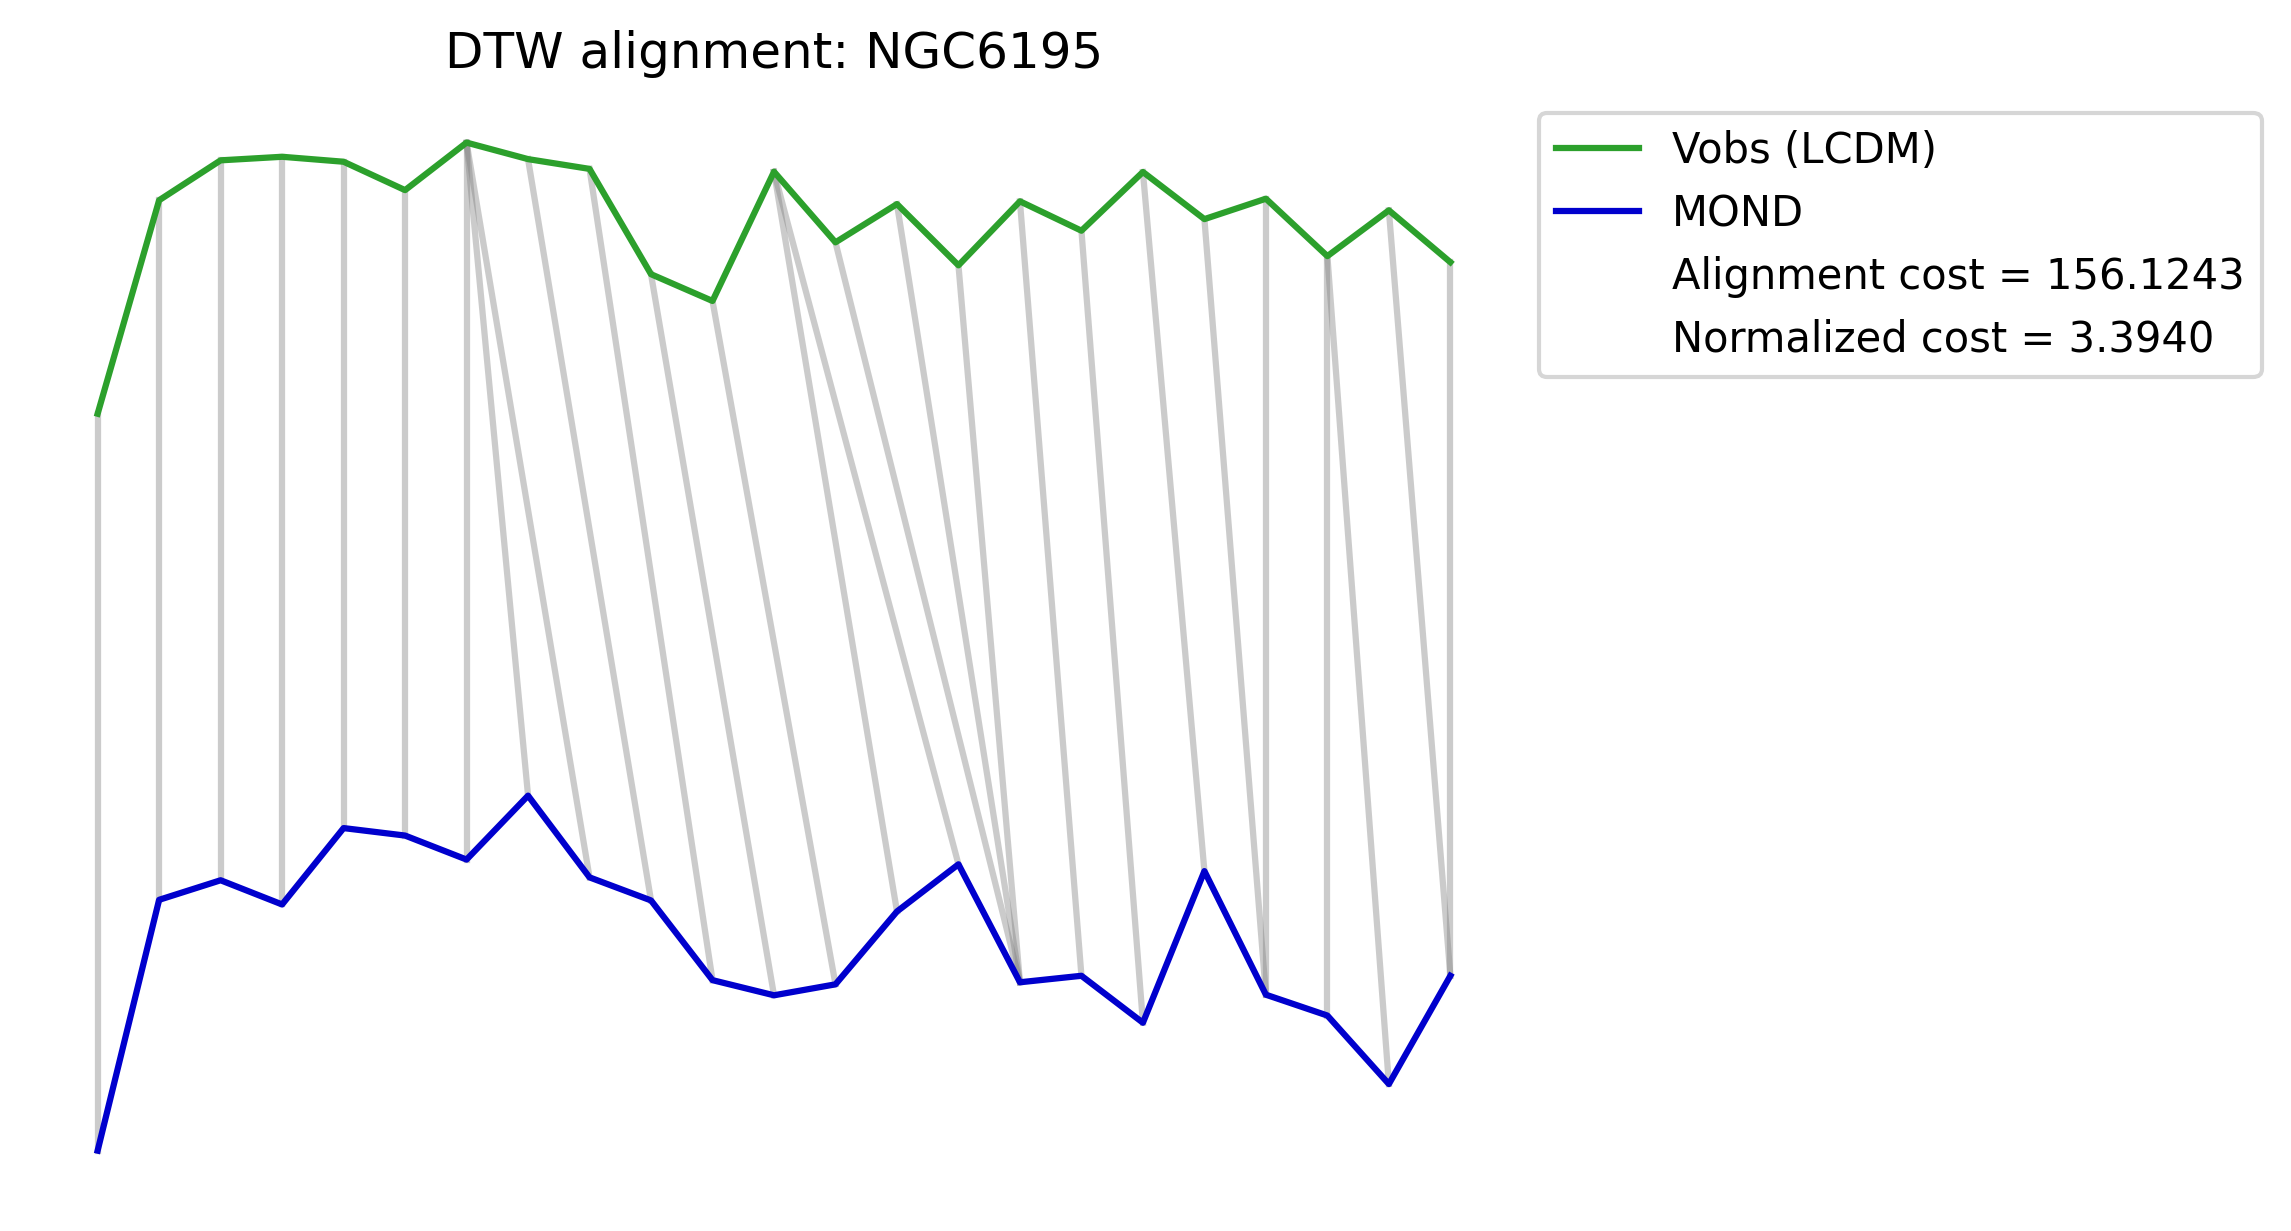 DTW alignment: NGC6195
Vobs (LCDM)
MOND
Alignment cost = 156.1243
Normalized cost = 3.3940